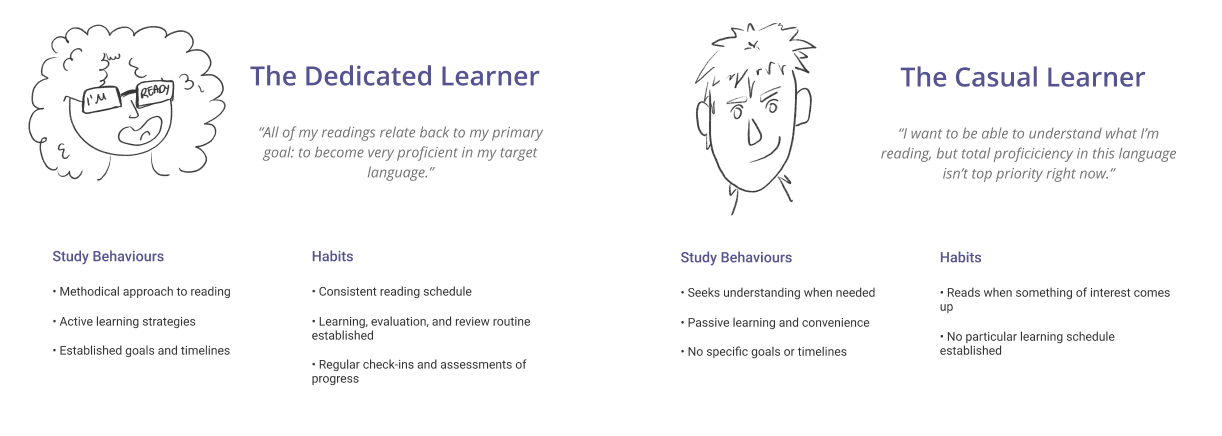 I'M READY
The Dedicated Learner
“All of my readings relate back to my primary
goal: to become very proficient in my target
language.”
Study Behaviours
• Methodical approach to reading
• Active learning strategies
• Established goals and timelines
Habits
• Consistent reading schedule
• Learning, evaluation, and review routine
established
• Regular check-ins and assessments of
progress
The Casual Learner
“I want to be able to understand what I’m
reading, but total proficiciency in this language
isn’t top priority right now.”
Study Behaviours
• Seeks understanding when needed
• Passive learning and convenience
• No specific goals or timelines
Habits
• Reads when something of interest comes
up
• No particular learning schedule
established